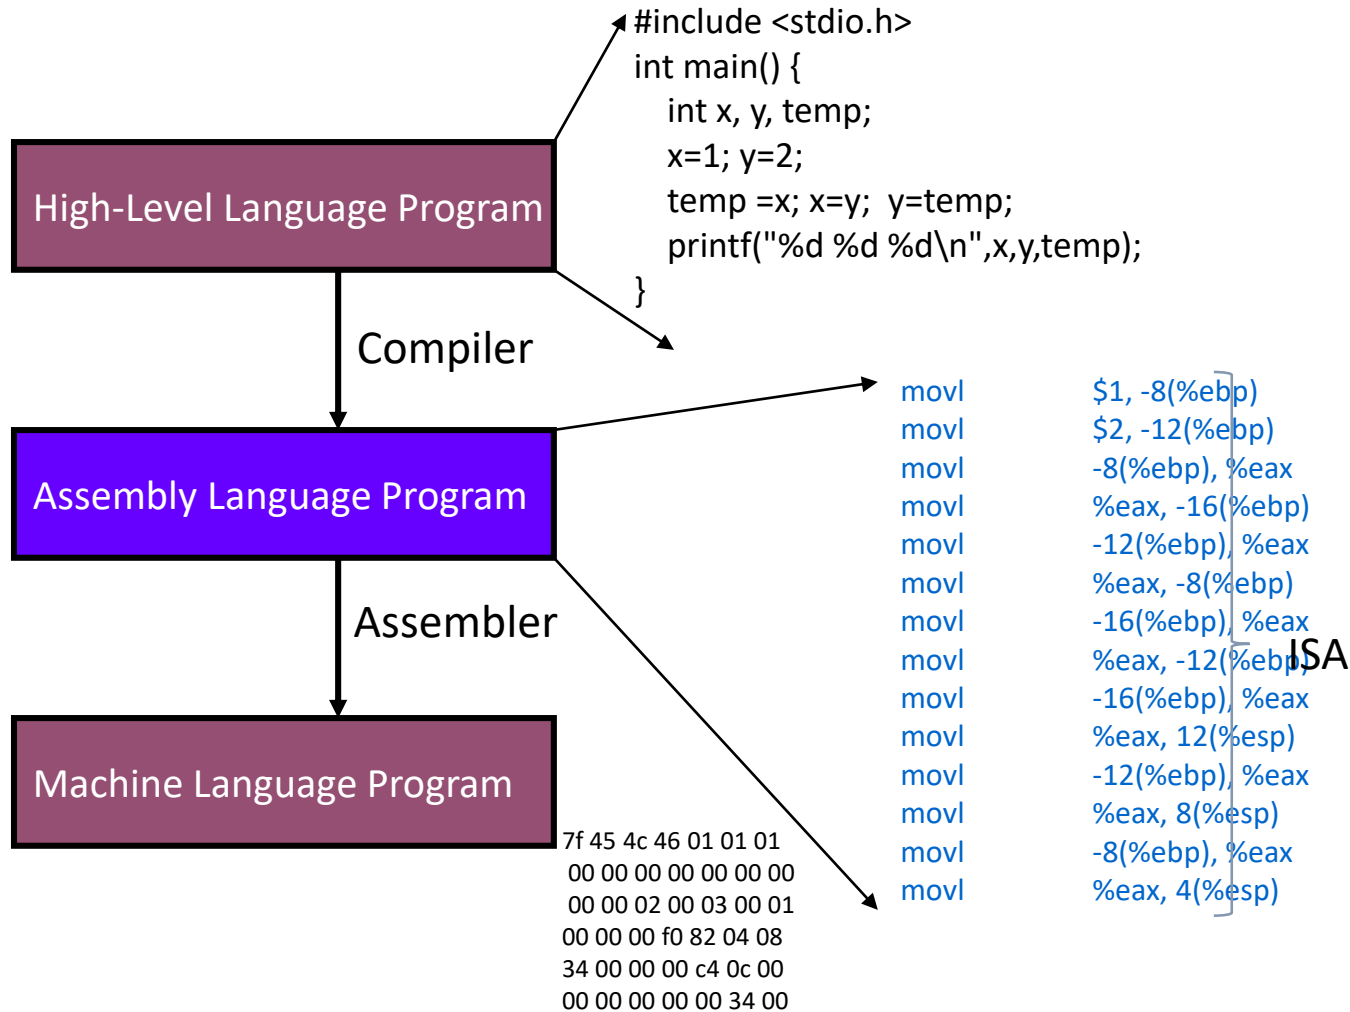 #include <stdio.h>
int main() {
int x, y, temp;
x=1; y=2;
temp =x; x=y;  y=temp;
printf("%d %d %d\n",x,y,temp);
}
High-Level Language Program
Compiler
Assembly Language Program
Assembler
Machine Language Program
movl $1, -8(%ebp)
movl $2, -12(%ebp)
movl -8(%ebp), %eax
movl %eax, -16(%ebp)
movl -12(%ebp), %eax
movl %eax, -8(%ebp)
movl -16(%ebp), %eax
movl %eax, -12(%ebp)
movl -16(%ebp), %eax
movl %eax, 12(%esp)
movl -12(%ebp), %eax
movl %eax, 8(%esp)
movl -8(%ebp), %eax
movl %eax, 4(%esp)
ISA
7f 45 4c 46 01 01 01
00 00 00 00 00 00 00
00 00 02 00 03 00 01
00 00 00 f0 82 04 08
34 00 00 00 c4 0c 00
00 00 00 00 00 34 00